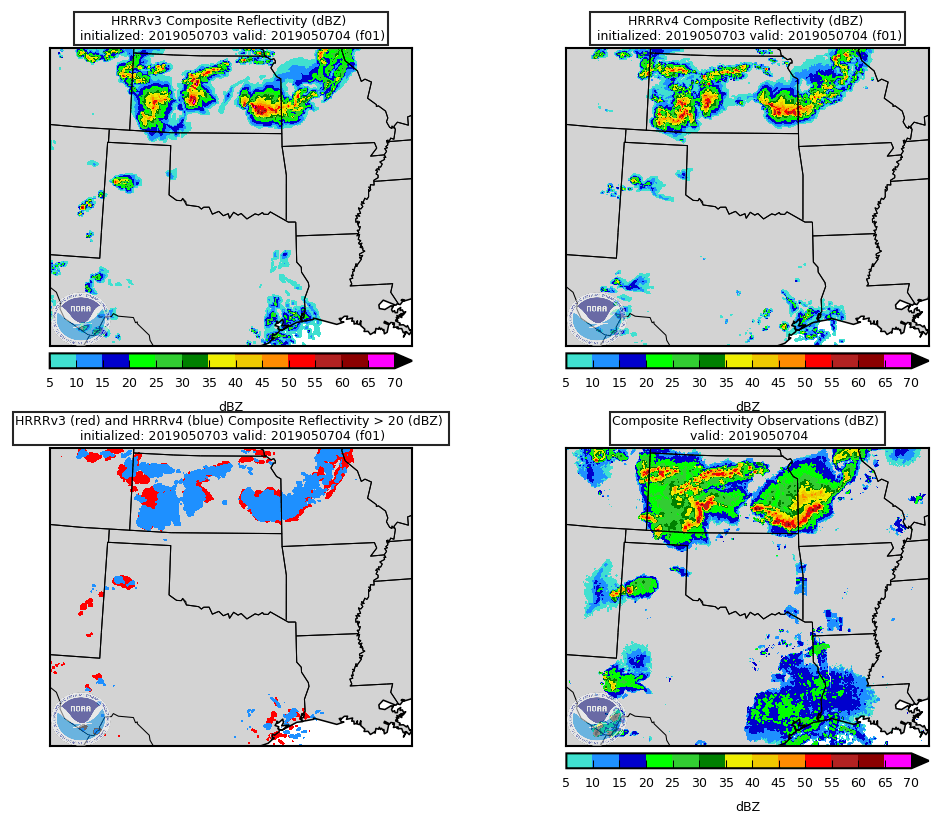 HRRRv3 Composite Reflectivity (dBZ)
initialized: 2019050703 valid: 2019050704 (f01)
HRRRv4 Composite Reflectivity (dBZ)
initialized: 2019050703 valid: 2019050704 (f01)
NOAA
NOAA
5 10 15 20 25 30 35 40 45 50 55 60 65 70
dBZ
5 10 15 20 25 30 35 40 45 50 55 60 65 70
dBZ
HRRRv3 (red) and HRRRv4 (blue) Composite Reflectivity > 20 (dBZ)
initialized: 2019050703 valid: 2019050704 (f01)
Composite Reflectivity Observations (dBZ)
valid: 2019050704
NOAA
NOAA
5 10 15 20 25 30 35 40 45 50 55 60 65 70
dBZ